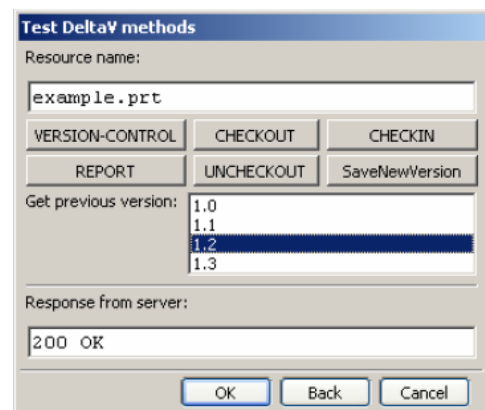 Test DeltaV methods
Resource name:
example.prt
VERSION-CONTROL CHECKOUT CHECKIN
REPORT UNCHECKOUT SaveNewVersion
Get previous version: 1.0
1.1
1.2
1.3
Response from server:
200 OK
OK Back Cancel